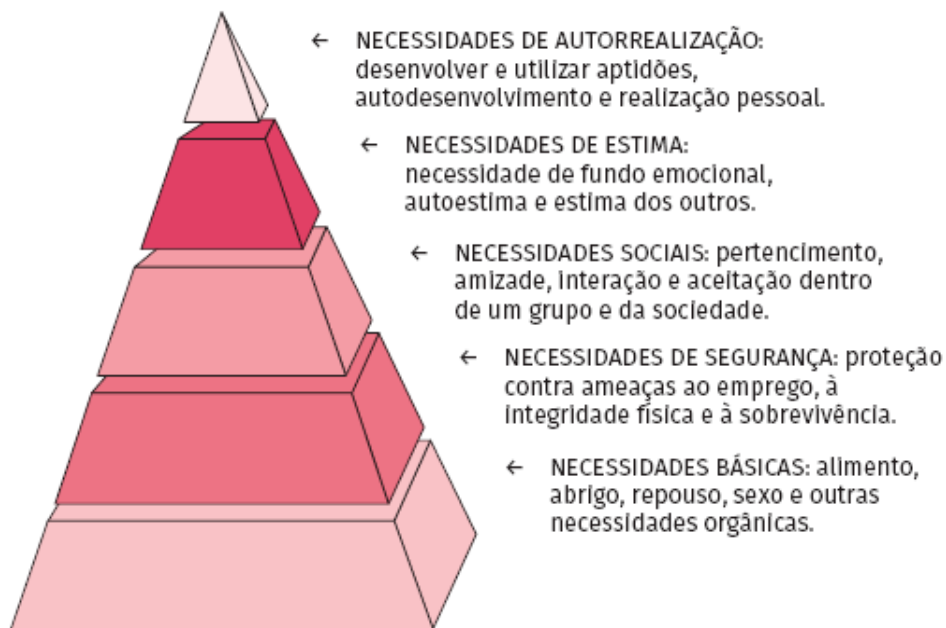 ← NECESSIDADES DE AUTORREALIZAÇÃO:
desenvolver e utilizar aptidões,
autodesenvolvimento e realização pessoal.
← NECESSIDADES DE ESTIMA:
necessidade de fundo emocional,
autoestima e estima dos outros.
← NECESSIDADES SOCIAIS: pertencimento,
amizade, interação e aceitação dentro
de um grupo e da sociedade.
← NECESSIDADES DE SEGURANÇA: proteção
contra ameaças ao emprego, à
integridade física e à sobrevivência.
← NECESSIDADES BÁSICAS: alimento,
abrigo, repouso, sexo e outras
necessidades orgânicas.